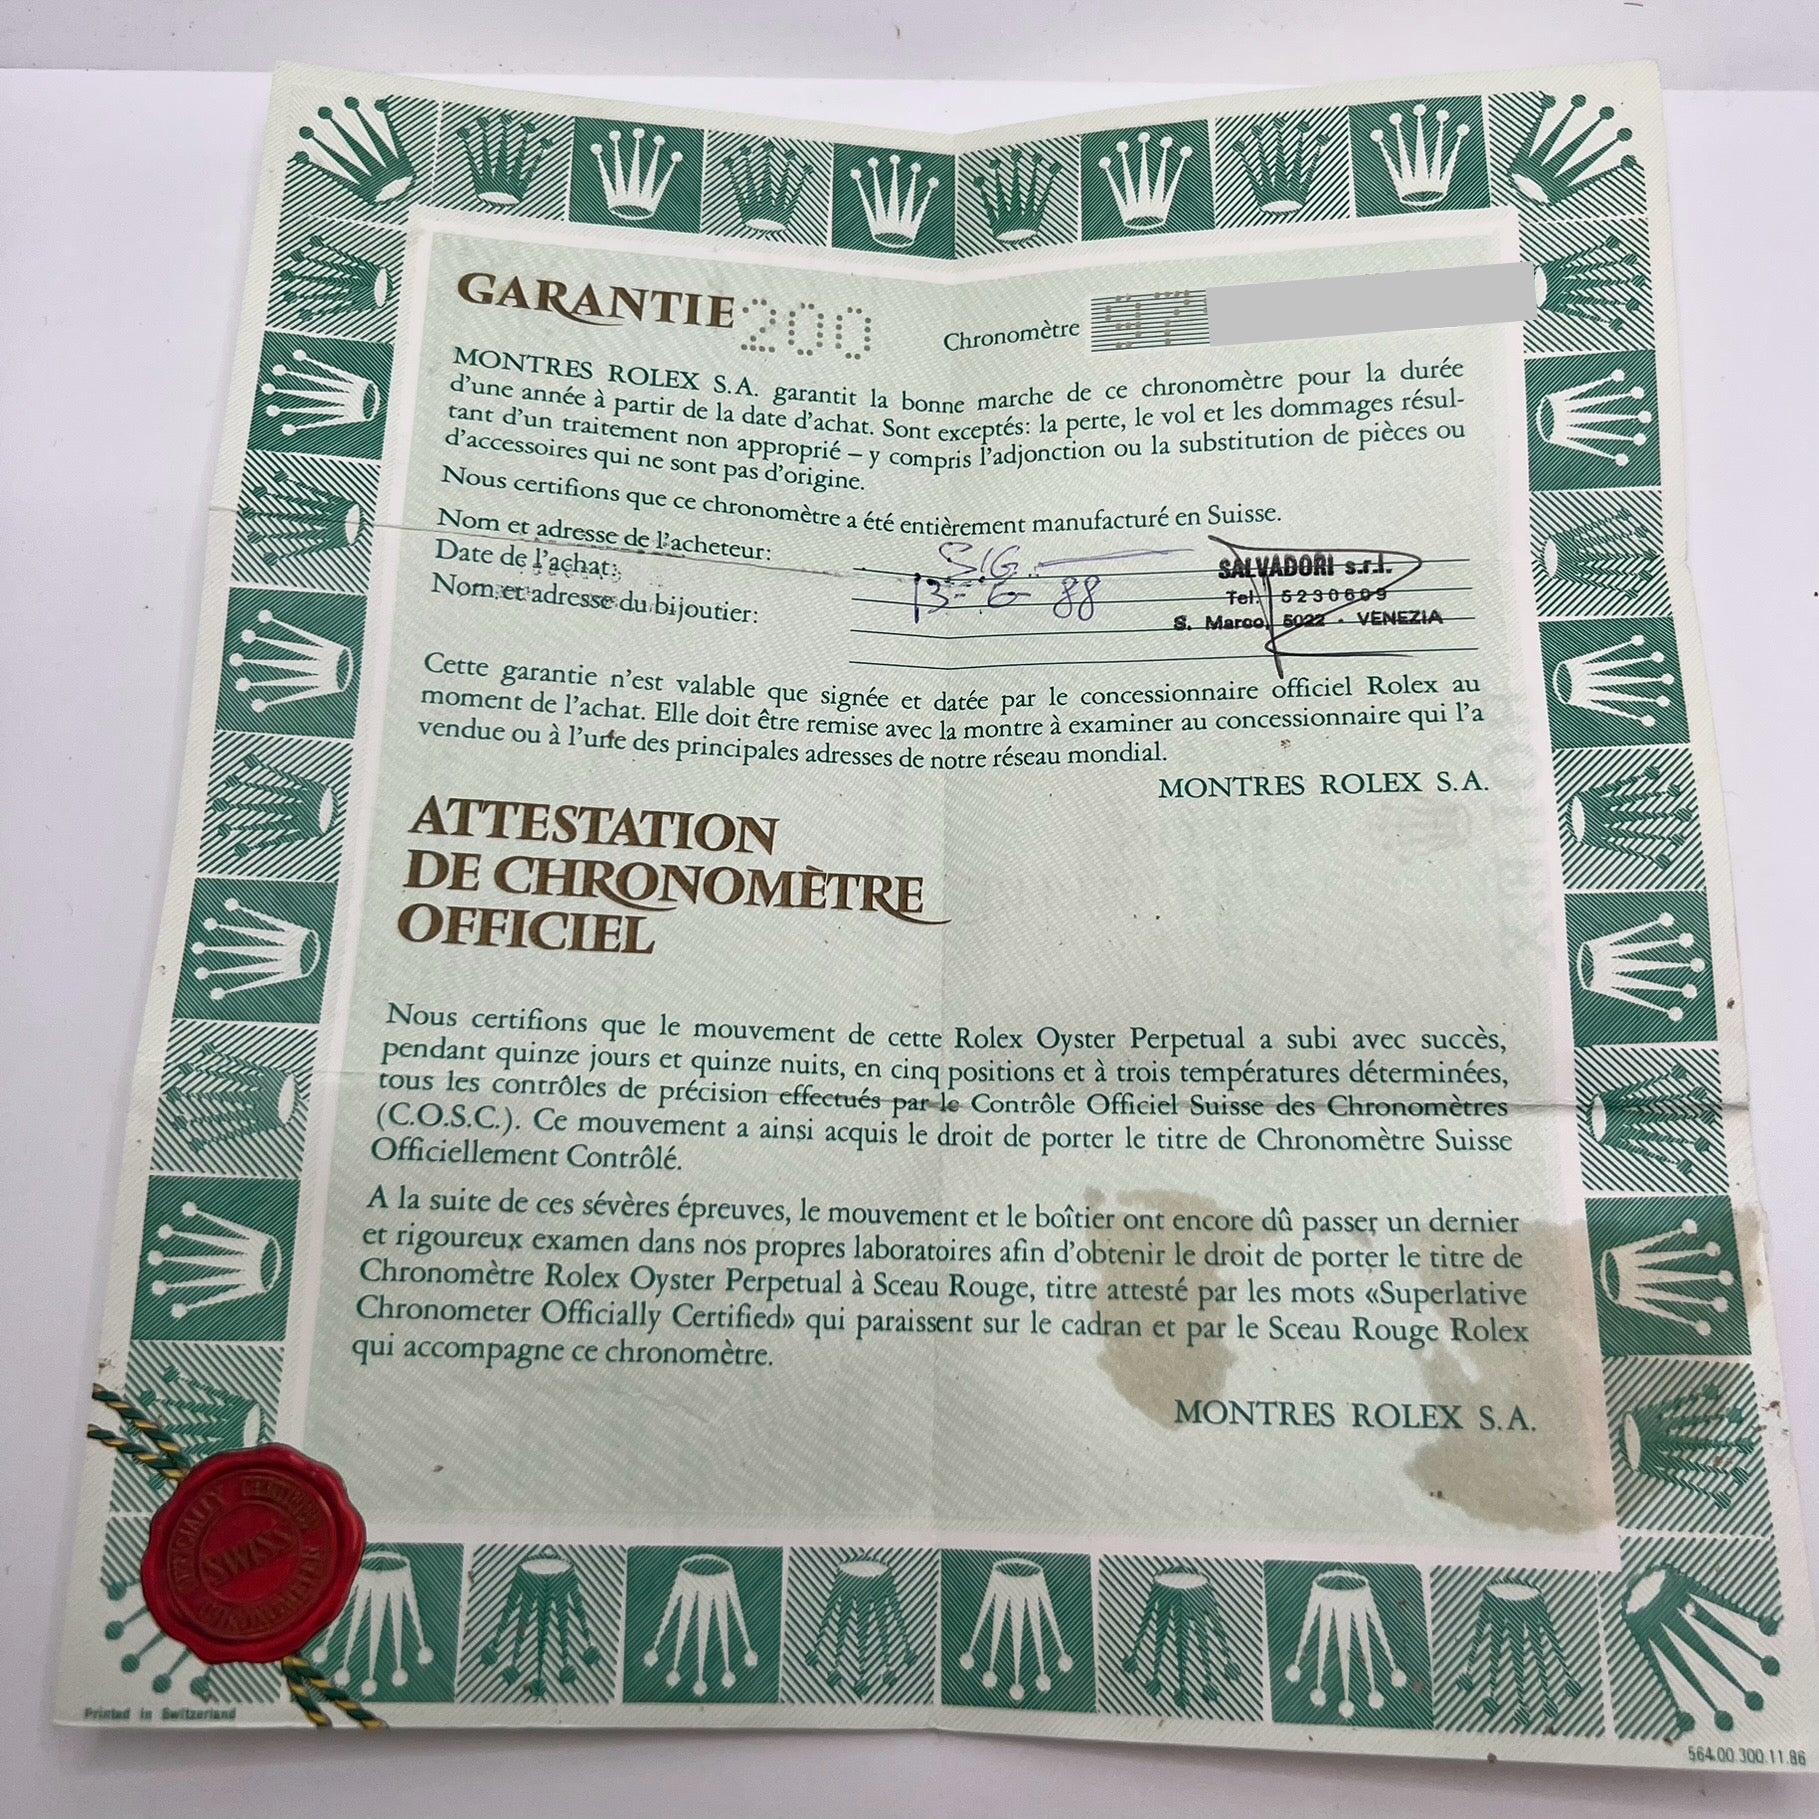 GARANTIE 200
Chronomètre 97
MONTRES ROLEX S.A. garantit la bonne marche de ce chronomètre pour la durée
d'une année à partir de la date d'achat. Sont exceptés: la perte, le vol et les dommages résul-
tant d'un traitement non approprié – y compris l'adjonction ou la substitution de pièces ou
d'accessoires qui ne sont pas d'origine.
Nous certifions que ce chronomètre a été entièrement manufacturé en Suisse.
Nom et adresse de l'acheteur: SIG.
Date de l'achat: 13-6-88
Nom et adresse du bijoutier:
SALVADORI s.r.l.
Tel. 5230609
S. Marco, 5022 - VENEZIA
Cette garantie n'est valable que signée et datée par le concessionnaire officiel Rolex au
moment de l'achat. Elle doit être remise avec la montre à examiner au concessionnaire qui l'a
vendue ou à l'une des principales adresses de notre réseau mondial.
MONTRES ROLEX S.A.
ATTESTATION
DE CHRONOMÈTRE
OFFICIEL
Nous certifions que le mouvement de cette Rolex Oyster Perpetual a subi avec succès,
pendant quinze jours et quinze nuits, en cinq positions et à trois températures déterminées,
tous les contrôles de précision effectués par le Contrôle Officiel Suisse des Chronomètres
(C.O.S.C.). Ce mouvement a ainsi acquis le droit de porter le titre de Chronomètre Suisse
Officiellement Contrôlé.
A la suite de ces sévères épreuves, le mouvement et le boîtier ont encore dû passer un dernier
et rigoureux examen dans nos propres laboratoires afin d'obtenir le droit de porter le titre de
Chronomètre Rolex Oyster Perpetual à Sceau Rouge, titre attesté par les mots «Superlative
Chronometer Officially Certified» qui paraissent sur le cadran et par le Sceau Rouge Rolex
qui accompagne ce chronomètre.
MONTRES ROLEX S.A.
OFFICIALLY CERTIFIED
SWISS
CHRONOMETER
Printed in Switzerland
564.00.300.11.86